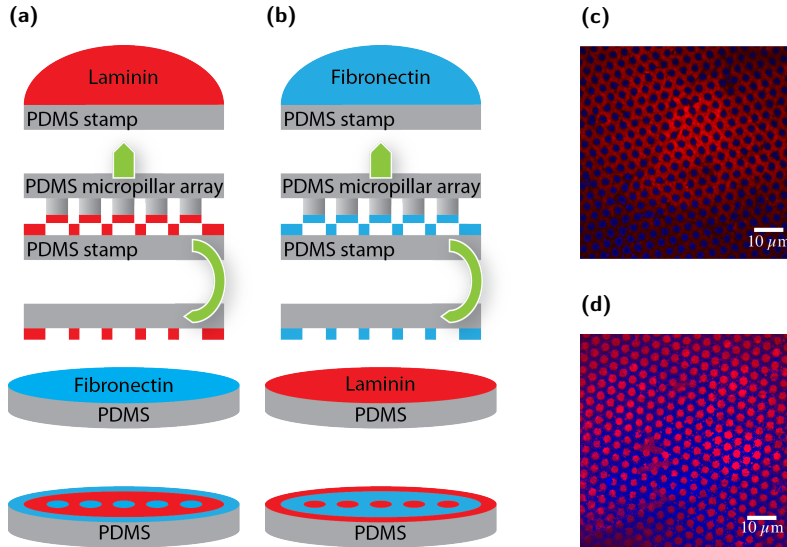 (a)
Laminin
PDMS stamp
PDMS micropillar array
PDMS stamp
Fibronectin
PDMS
PDMS
(b)
Fibronectin
PDMS stamp
PDMS micropillar array
PDMS stamp
Laminin
PDMS
PDMS
(c)
10 µm
(d)
10 µm